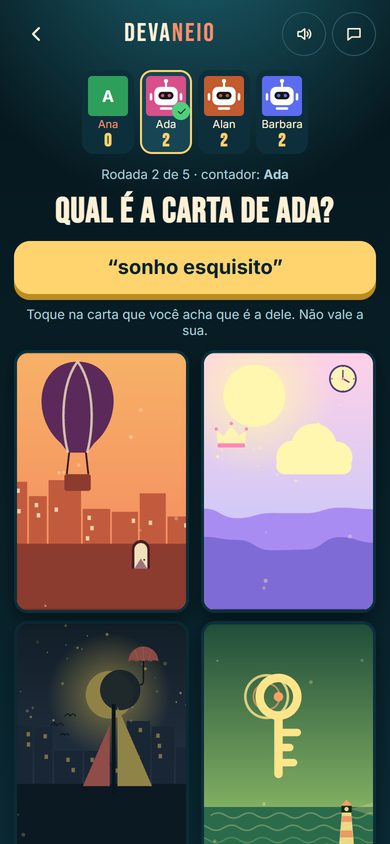 DEVANEIO
A
Ana
0
Ada
2
Alan
2
Barbara
2
Rodada 2 de 5 · contador: Ada
QUAL É A CARTA DE ADA?
“sonho esquisito”
Toque na carta que você acha que é a dele. Não vale a
sua.